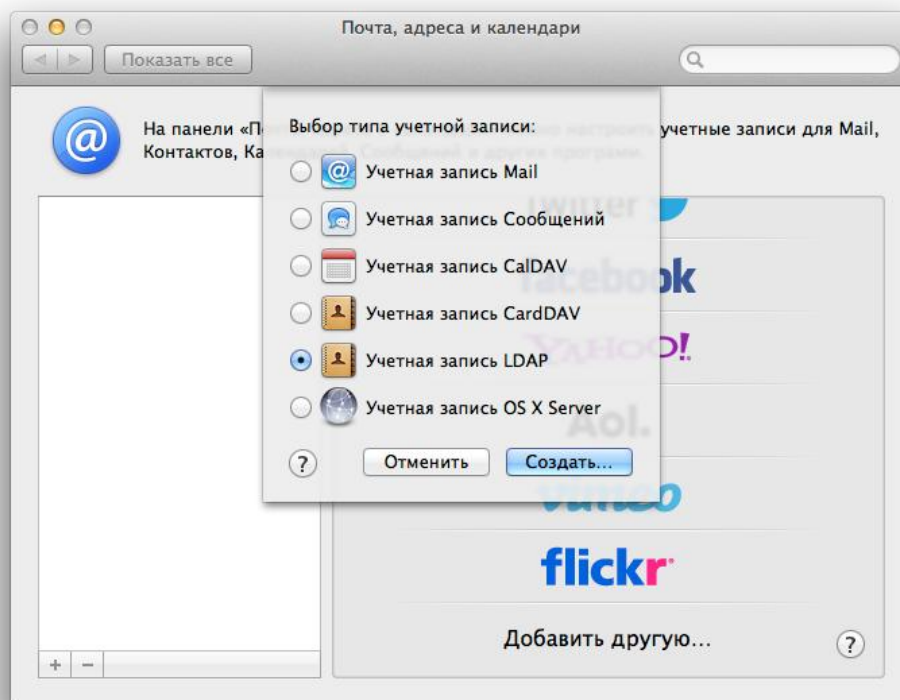 Почта, адреса и календари
Показать все
На панели «П
учетные записи для Mail,
Контактов, Ка
Выбор типа учетной записи:
Учетная запись Mail
Учетная запись Сообщений
Учетная запись CalDAV
Учетная запись CardDAV
Учетная запись LDAP
Учетная запись OS X Server
?
Отменить
Создать...
twitter
facebook
YAHOO!
Aol.
vimeo
flickr
Добавить другую...
?
+
−